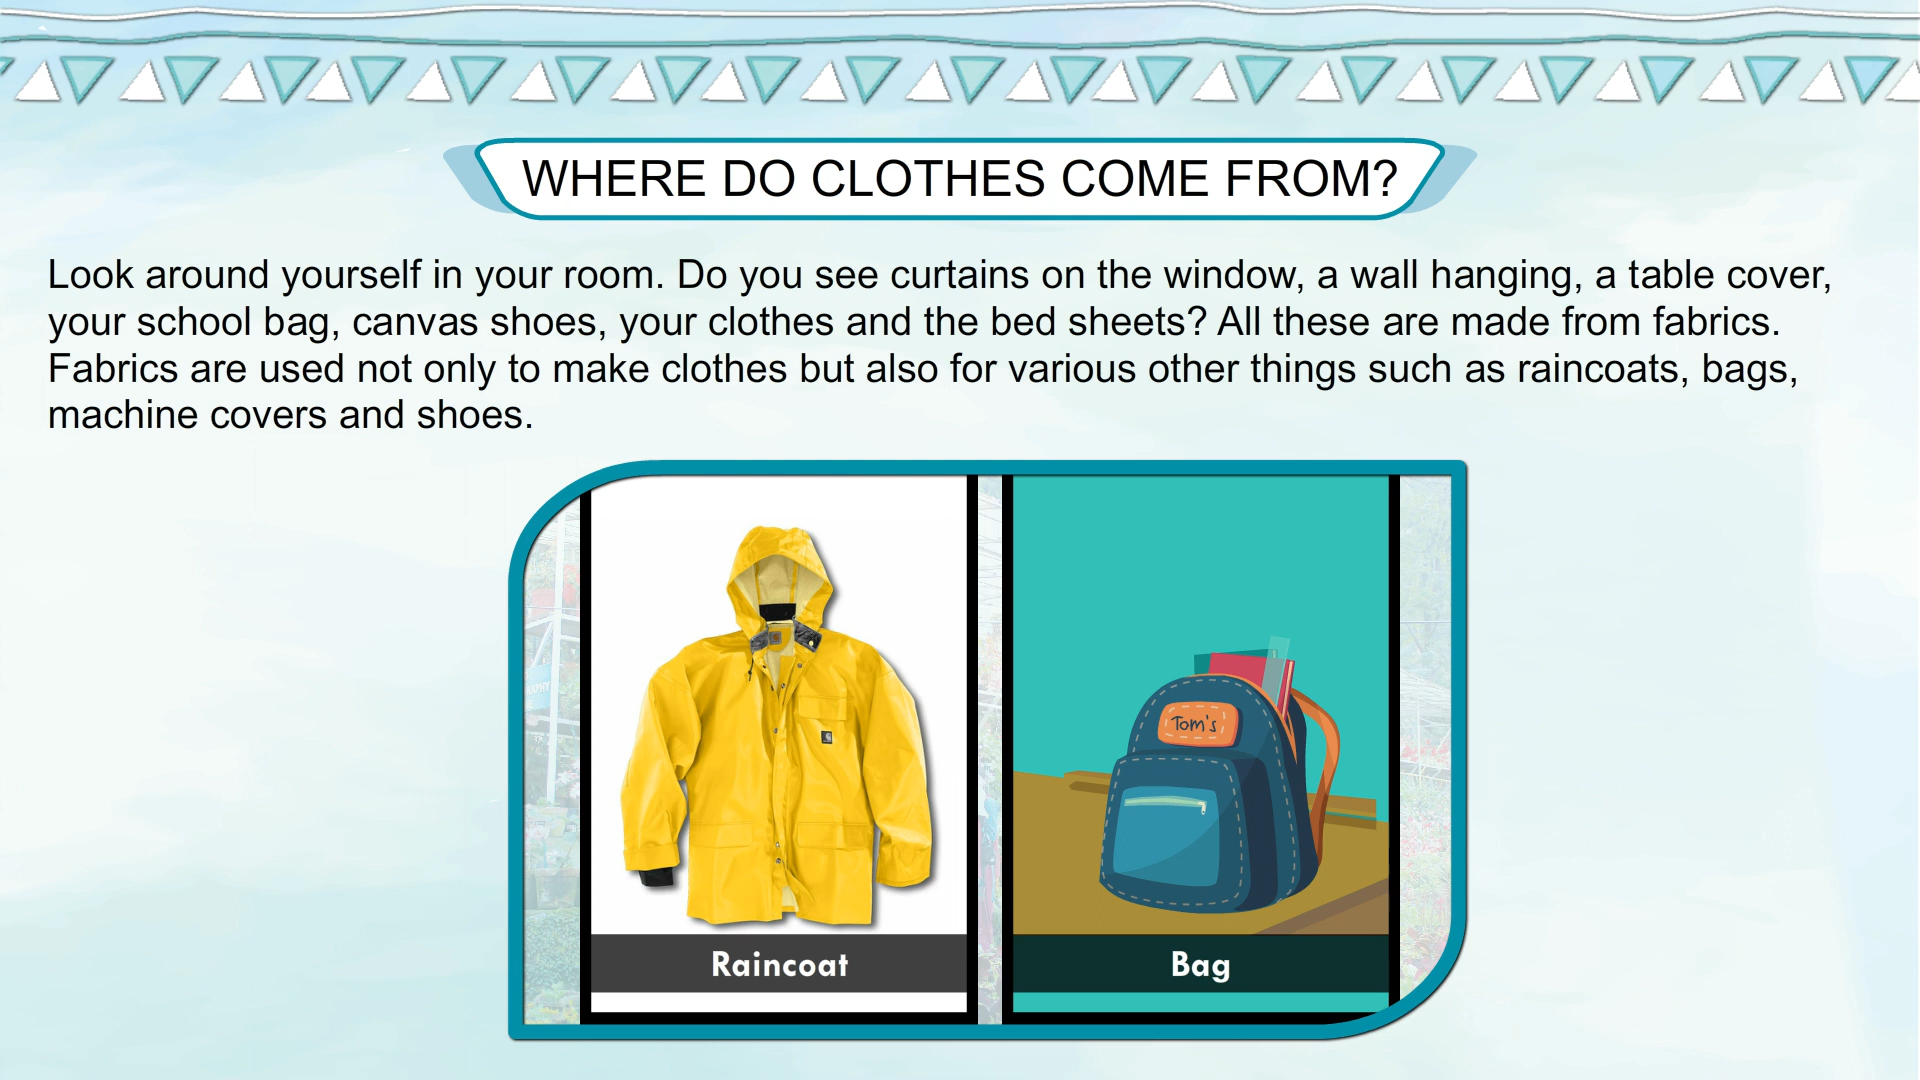 WHERE DO CLOTHES COME FROM?
Look around yourself in your room. Do you see curtains on the window, a wall hanging, a table cover,
your school bag, canvas shoes, your clothes and the bed sheets? All these are made from fabrics.
Fabrics are used not only to make clothes but also for various other things such as raincoats, bags,
machine covers and shoes.
Tom's
Raincoat
Bag